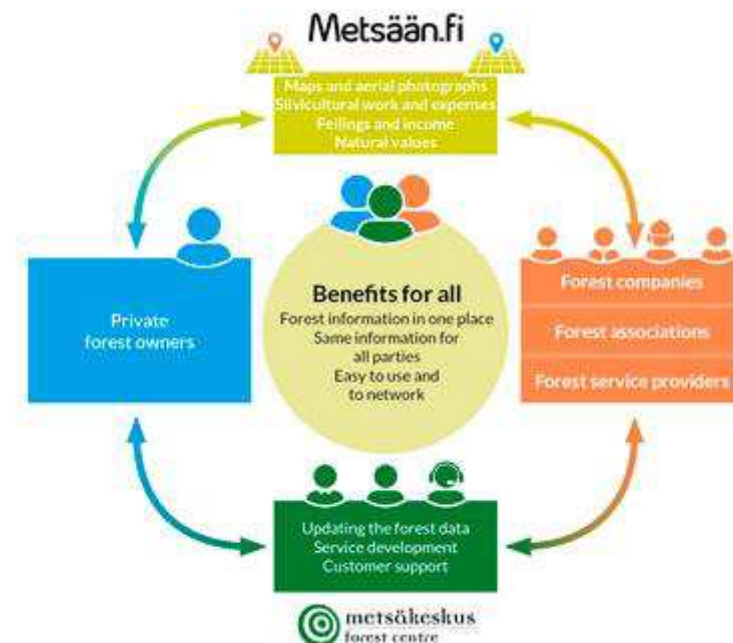 Metsään.fi
Maps and aerial photographs
Silvicultural work and expenses
Fellings and income
Natural values
Benefits for all
Forest information in one place
Same information for
all parties
Easy to use and
to network
Private
forest owners
Forest companies
Forest associations
Forest service providers
Updating the forest data
Service development
Customer support
metsäkeskus
forest centre